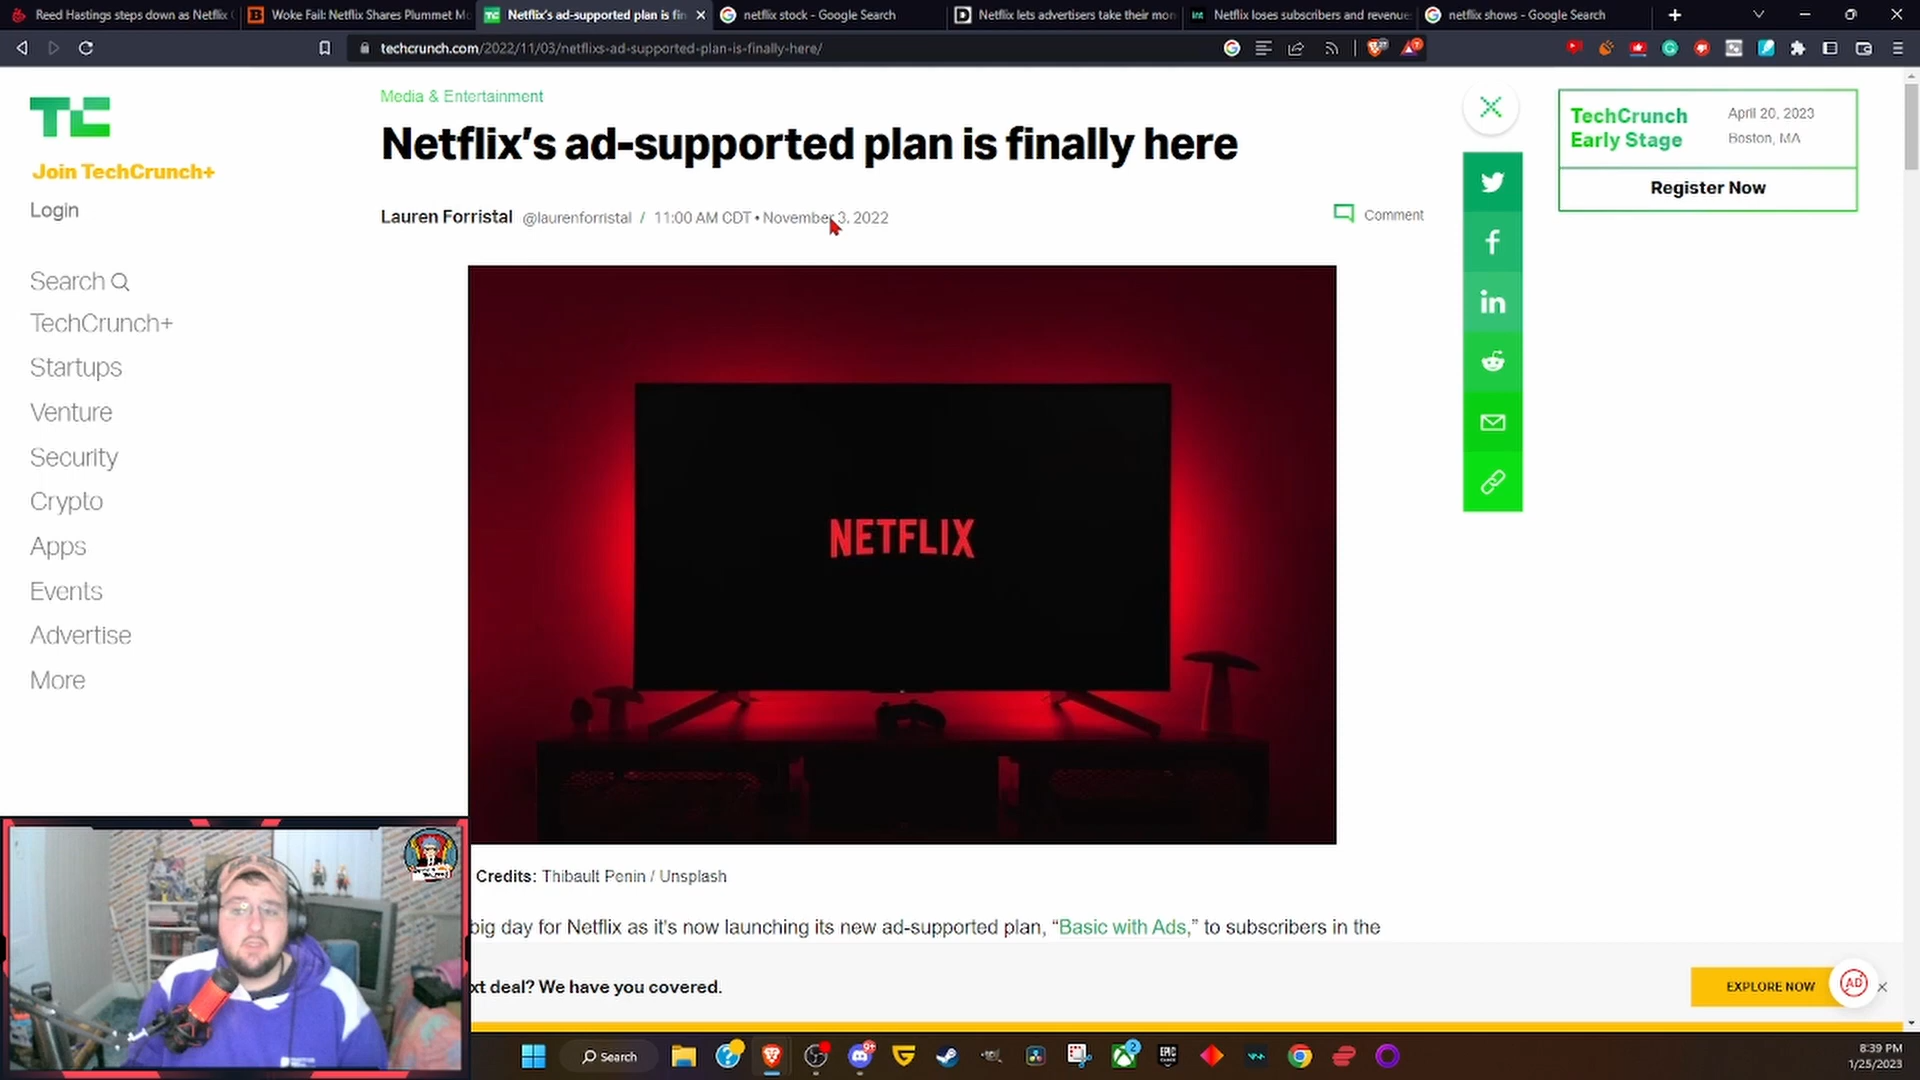 Reed Hastings steps down as Netflix
Woke Fail: Netflix Shares Plummet Mo
Netflix's ad-supported plan is fin
netflix stock - Google Search
Netflix lets advertisers take their mon
Netflix loses subscribers and revenue
netflix shows - Google Search
techcrunch.com/2022/11/03/netflixs-ad-supported-plan-is-finally-here/
TC
Join TechCrunch+
Login
Search
TechCrunch+
Startups
Venture
Security
Crypto
Apps
Events
Advertise
More
Media & Entertainment
Netflix's ad-supported plan is finally here
Lauren Forristal @laurenforristal / 11:00 AM CDT • November 3, 2022
Comment
TechCrunch
Early Stage
April 20, 2023
Boston, MA
Register Now
NETFLIX
Credits: Thibault Penin / Unsplash
big day for Netflix as it's now launching its new ad-supported plan, “Basic with Ads,” to subscribers in the
xt deal? We have you covered.
EXPLORE NOW
AD
Search
8:39 PM
1/25/2023